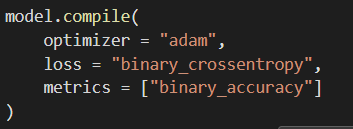 model.compile(
    optimizer = "adam",
    loss = "binary_crossentropy",
    metrics = ["binary_accuracy"]
)